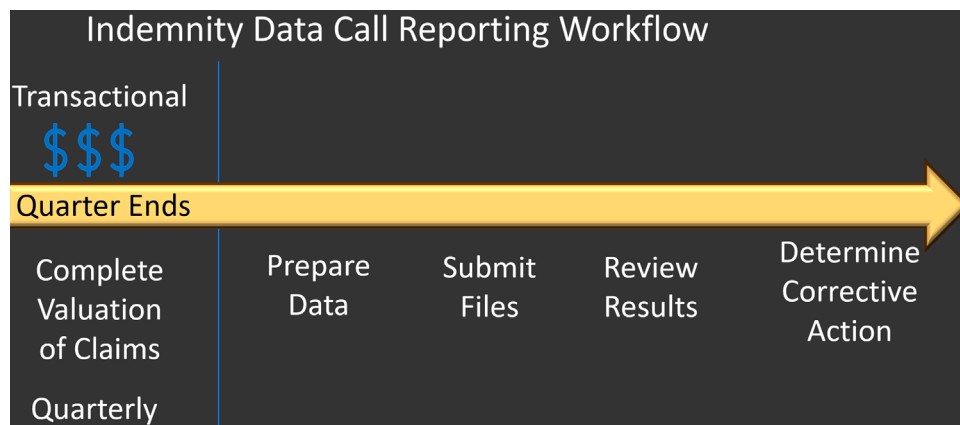 Indemnity Data Call Reporting Workflow
Transactional
$$$
Quarter Ends
Complete
Valuation
of Claims
Quarterly
Prepare
Data
Submit
Files
Review
Results
Determine
Corrective
Action